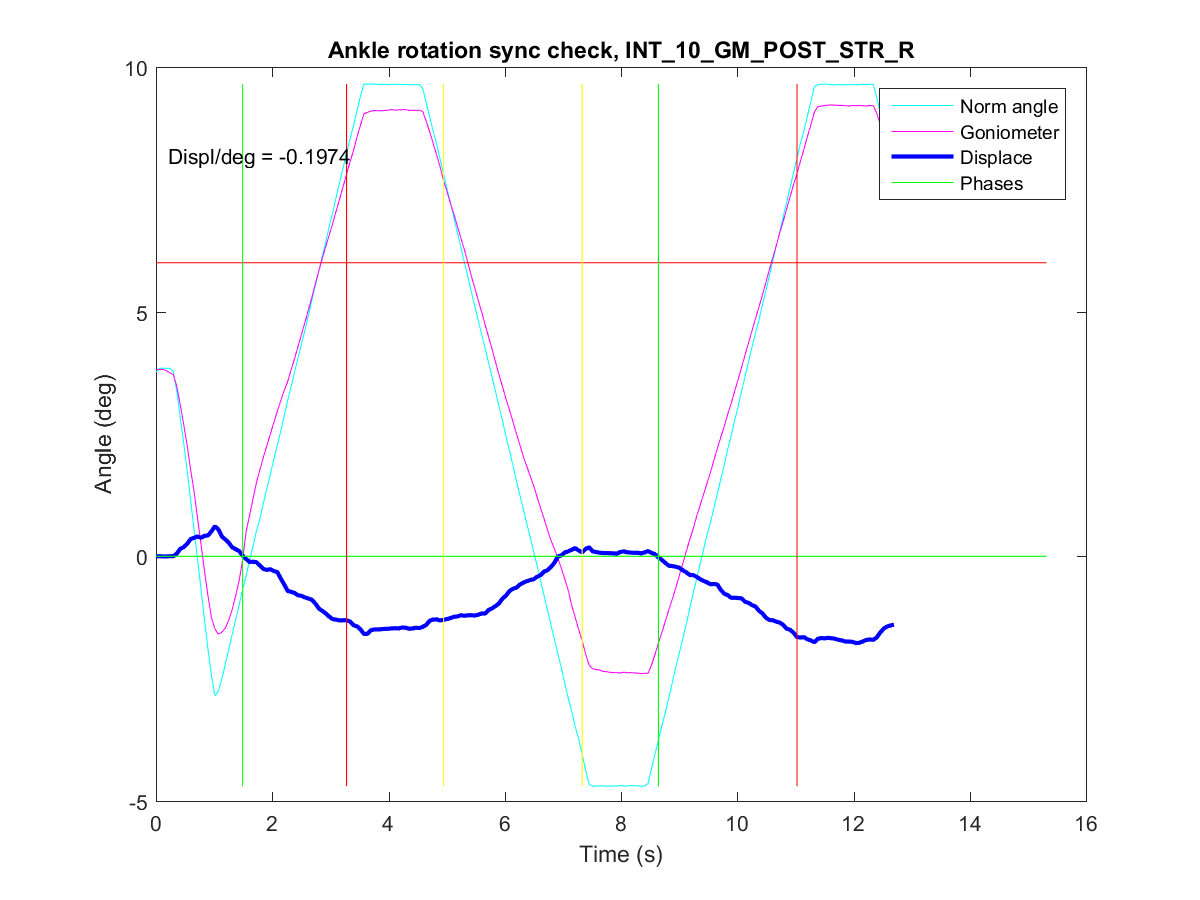 Ankle rotation sync check, INT_10_GM_POST_STR_R
10
5
0
-5
Angle (deg)
Displ/deg = -0.1974
Norm angle
Goniometer
Displace
Phases
0 2 4 6 8 10 12 14 16
Time (s)